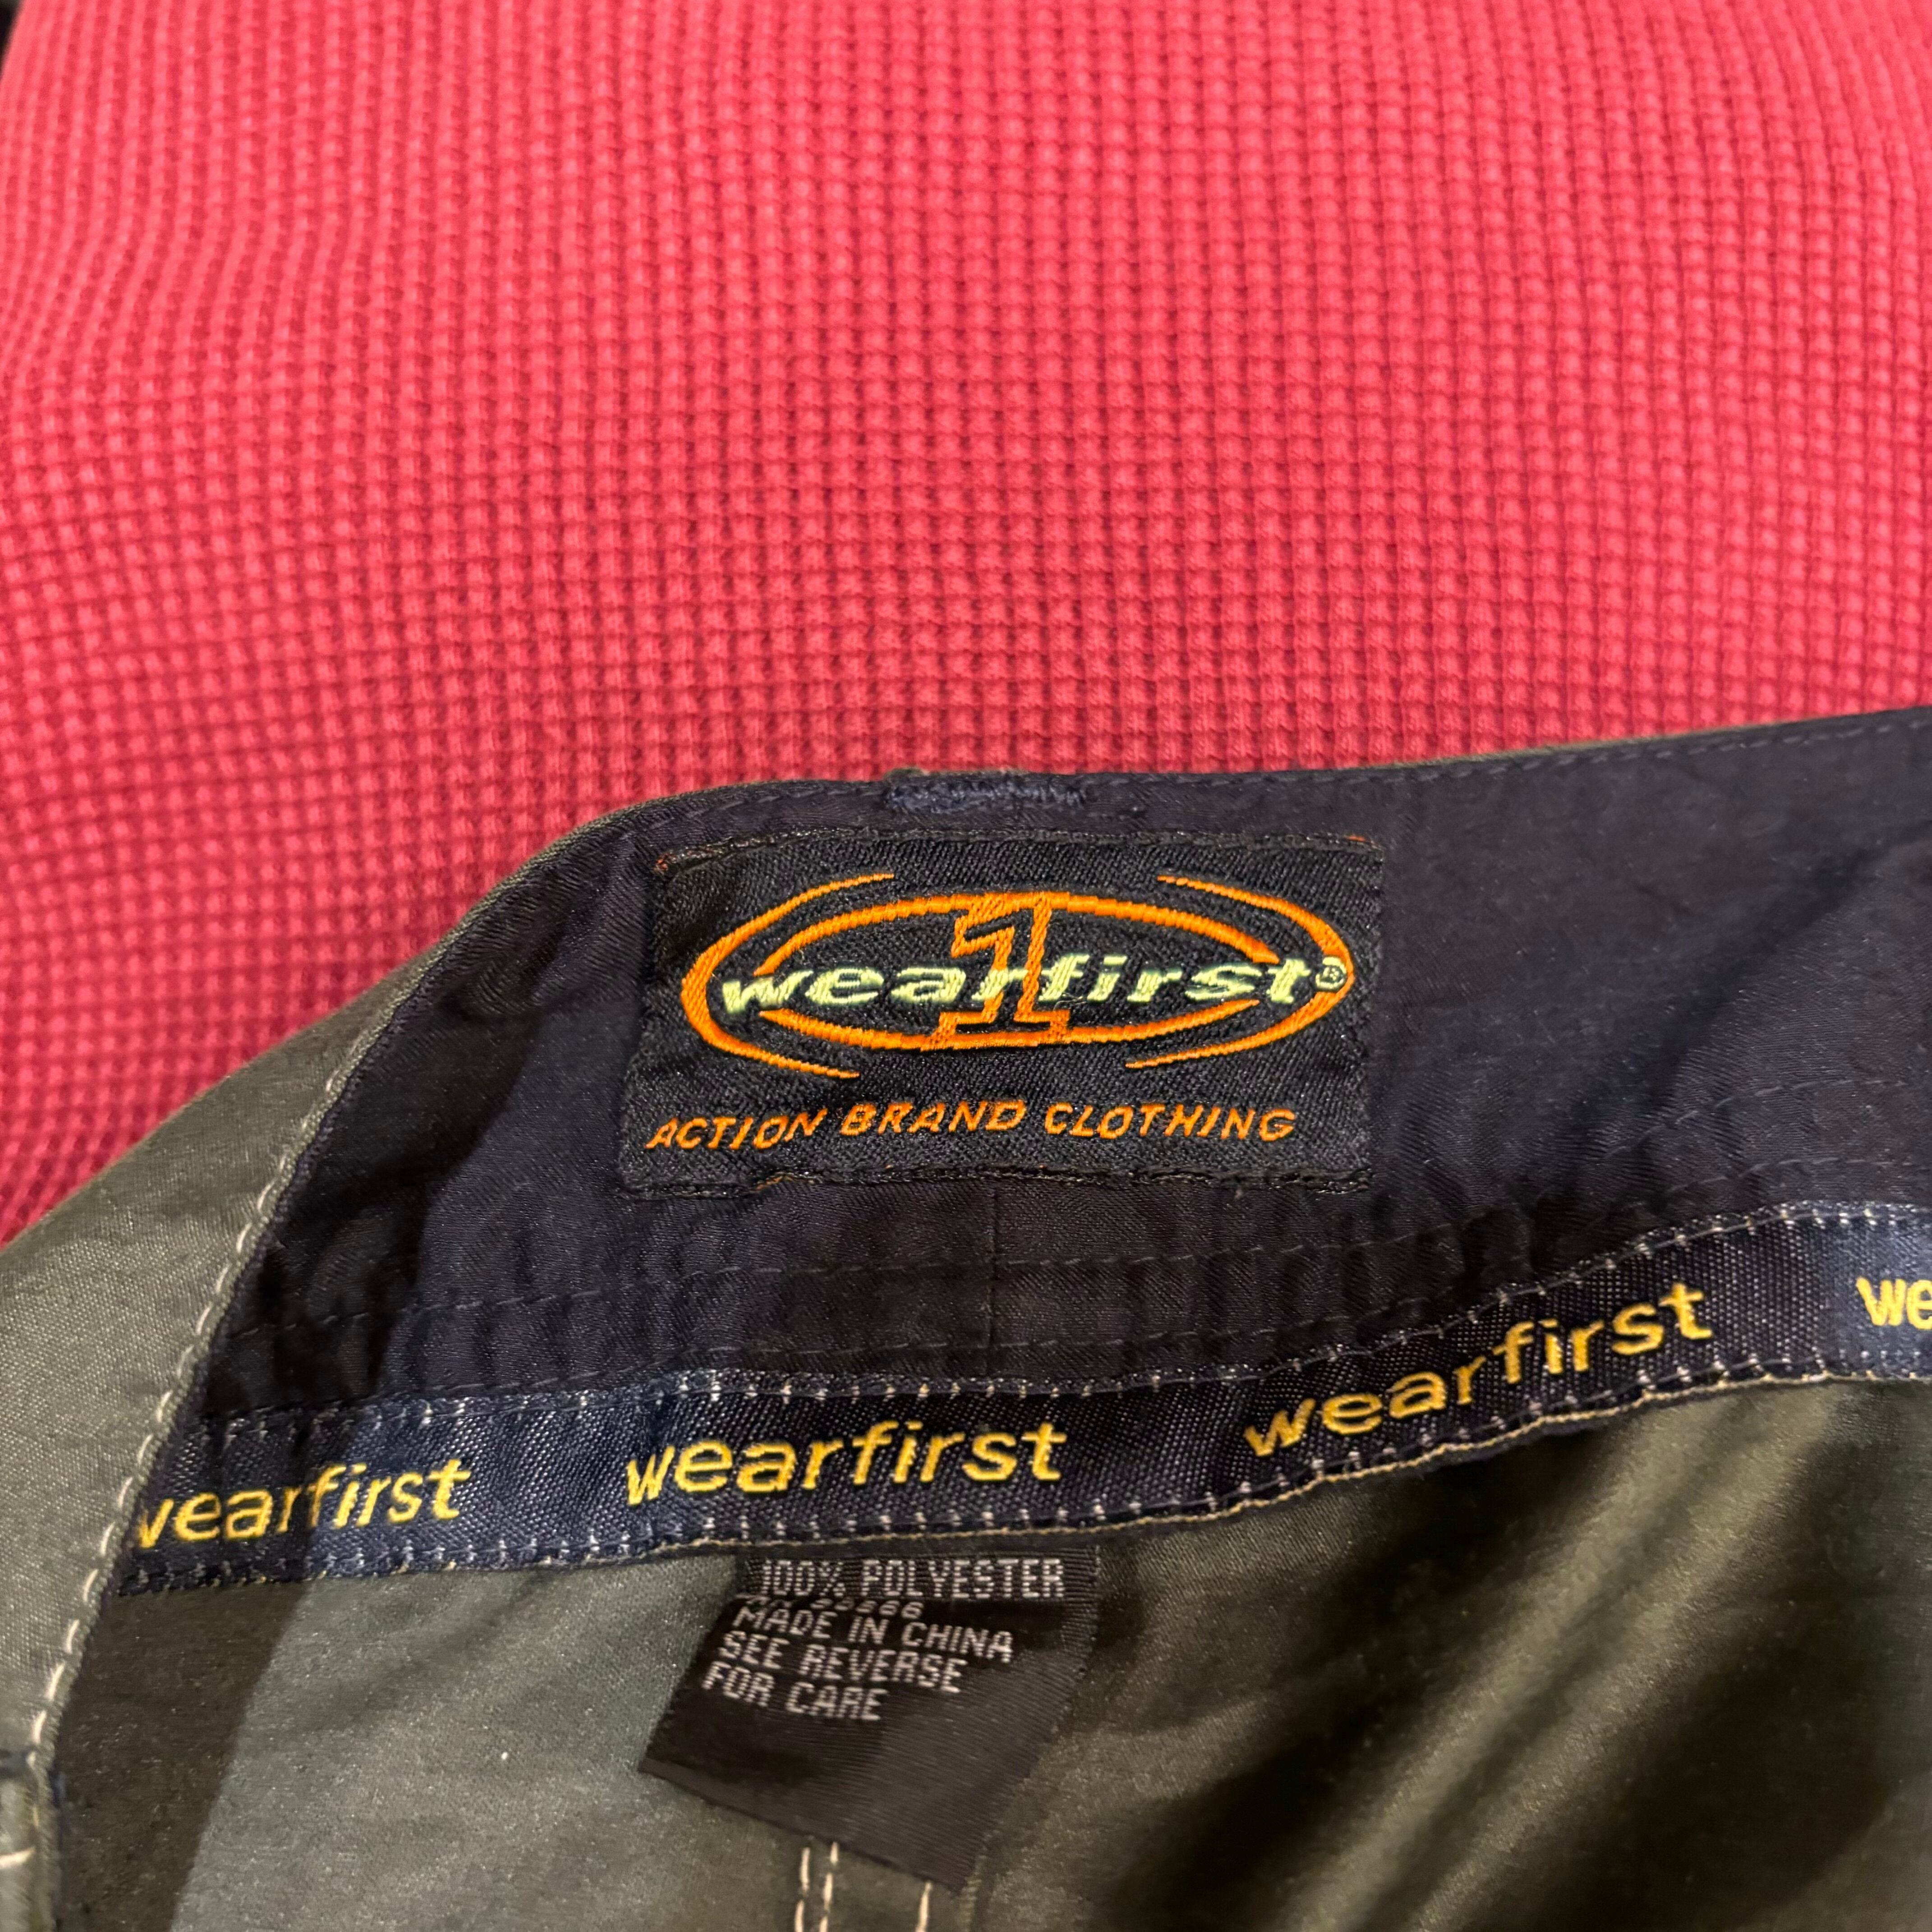 1
wearfirst®
ACTION BRAND CLOTHING
wearfirst wearfirst wearfirst we
100% POLYESTER
MADE IN CHINA
SEE REVERSE
FOR CARE